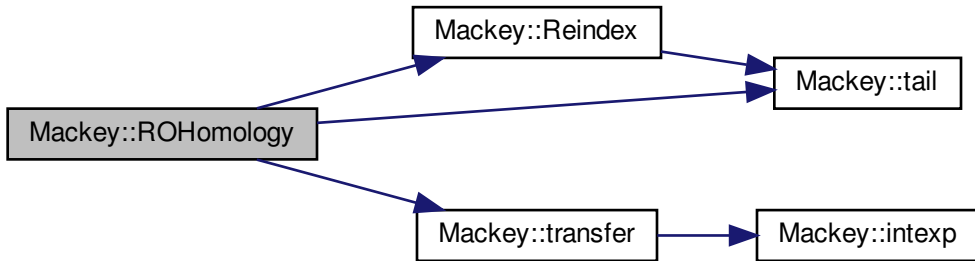 Mackey::Reindex
Mackey::tail
Mackey::ROHomology
Mackey::transfer
Mackey::intexp